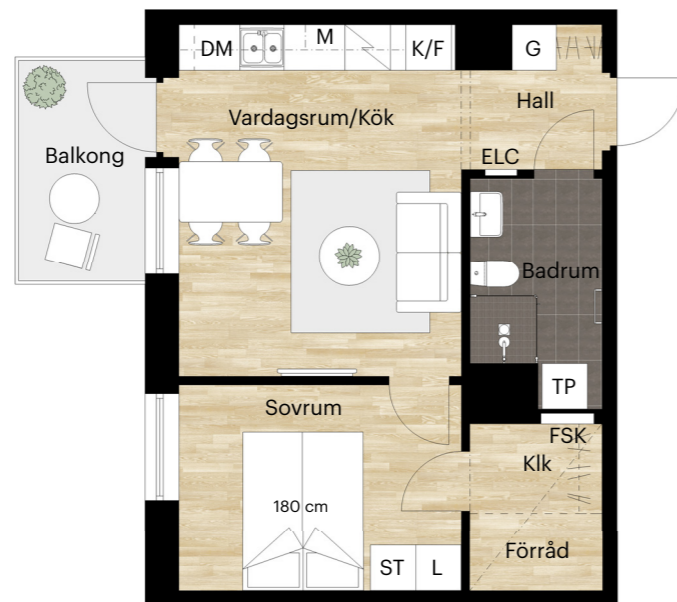 DM
M
K/F
G
Vardagsrum/Kök
Hall
Balkong
ELC
Badrum
TP
Sovrum
FSK
Klk
180 cm
Förråd
ST
L